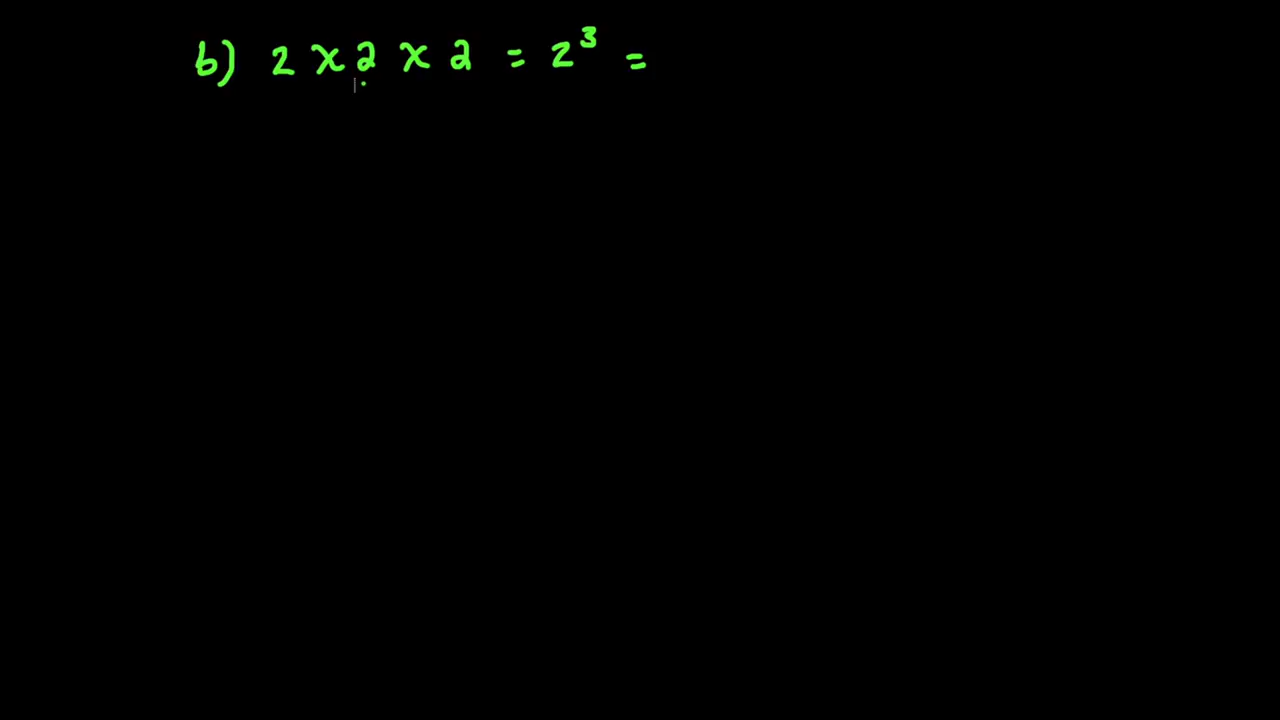 b) 2 x 2 x 2 = 2³ =